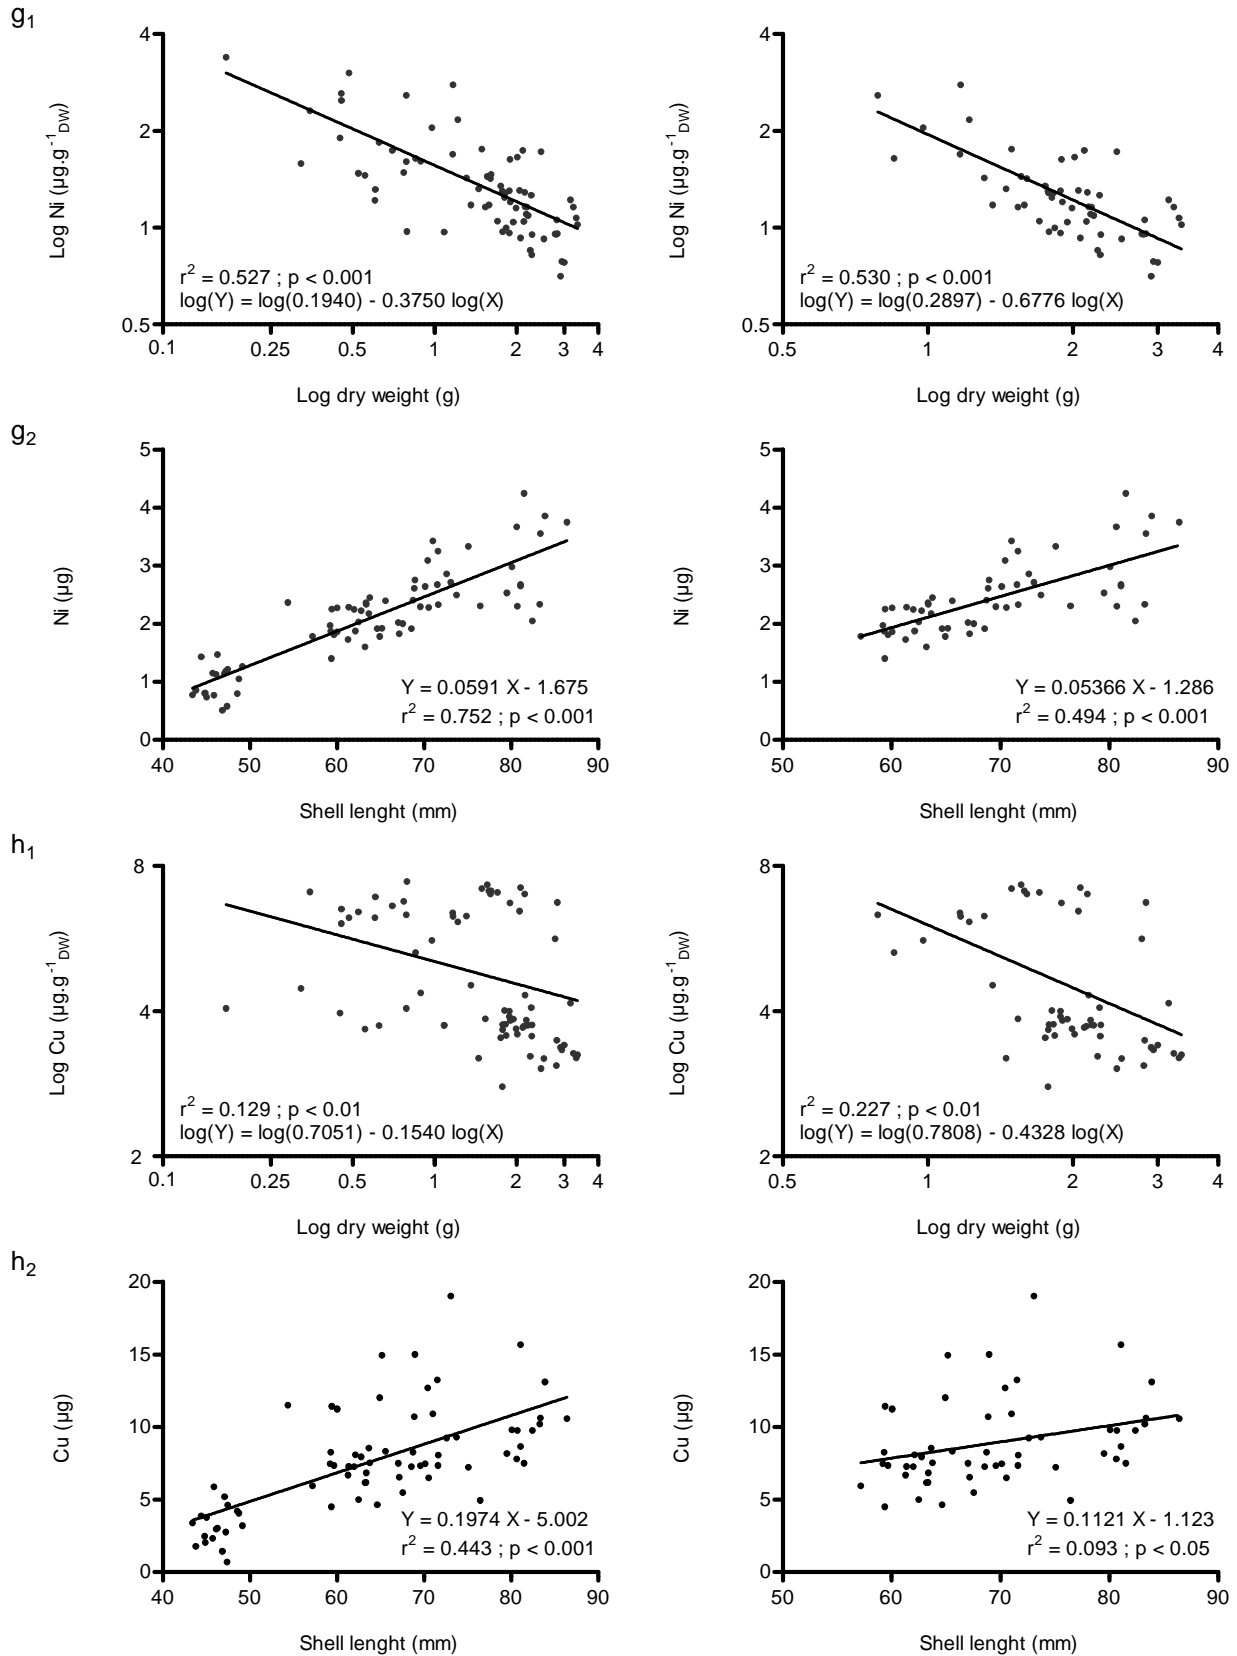 g1
4
2
1
0.5
0.1 0.25 0.5 1 2 3 4
Log Ni (µg.g-1DW)
r2 = 0.527 ; p < 0.001
log(Y) = log(0.1940) - 0.3750 log(X)
Log dry weight (g)
4
2
1
0.5
0.5 1 2 3 4
Log Ni (µg.g-1DW)
r2 = 0.530 ; p < 0.001
log(Y) = log(0.2897) - 0.6776 log(X)
Log dry weight (g)
g2
5
4
3
2
1
0
40 50 60 70 80 90
Ni (µg)
Y = 0.0591 X - 1.675
r2 = 0.752 ; p < 0.001
Shell lenght (mm)
5
4
3
2
1
0
50 60 70 80 90
Ni (µg)
Y = 0.05366 X - 1.286
r2 = 0.494 ; p < 0.001
Shell lenght (mm)
h1
8
4
2
0.1 0.25 0.5 1 2 3 4
Log Cu (µg.g-1DW)
r2 = 0.129 ; p < 0.01
log(Y) = log(0.7051) - 0.1540 log(X)
Log dry weight (g)
8
4
2
0.5 1 2 3 4
Log Cu (µg.g-1DW)
r2 = 0.227 ; p < 0.01
log(Y) = log(0.7808) - 0.4328 log(X)
Log dry weight (g)
h2
20
15
10
5
0
40 50 60 70 80 90
Cu (µg)
Y = 0.1974 X - 5.002
r2 = 0.443 ; p < 0.001
Shell lenght (mm)
20
15
10
5
0
50 60 70 80 90
Cu (µg)
Y = 0.1121 X - 1.123
r2 = 0.093 ; p < 0.05
Shell lenght (mm)